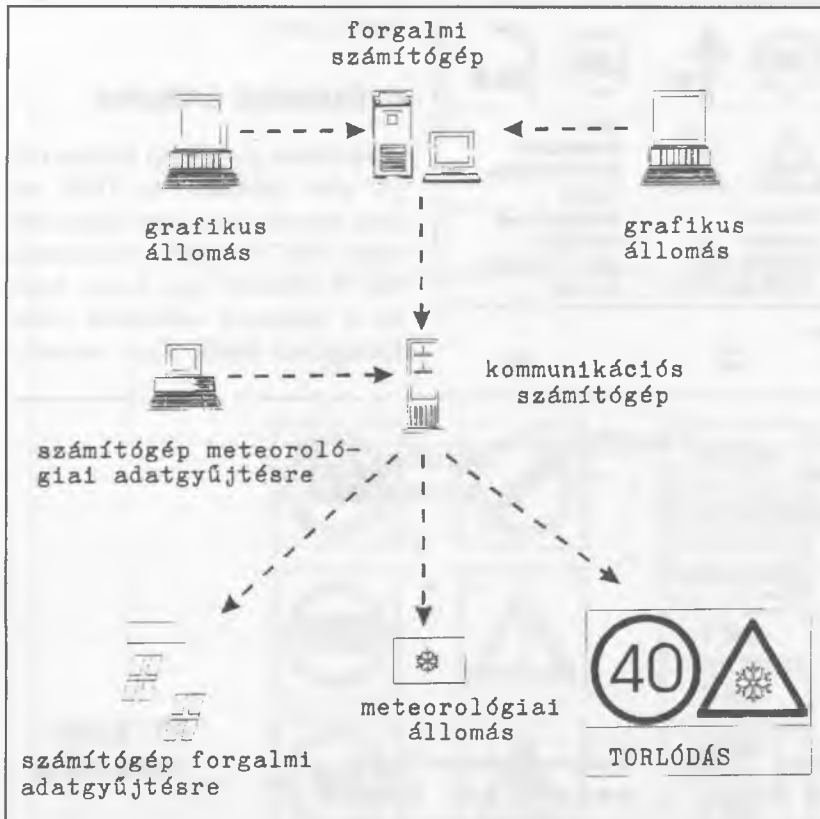 forgalmi
számítógép
grafikus
állomás
grafikus
állomás
kommunikációs
számítógép
számítógép meteoroló-
giai adatgyűjtésre
40
meteorológiai
állomás
TORLÓDÁS
számítógép forgalmi
adatgyűjtésre